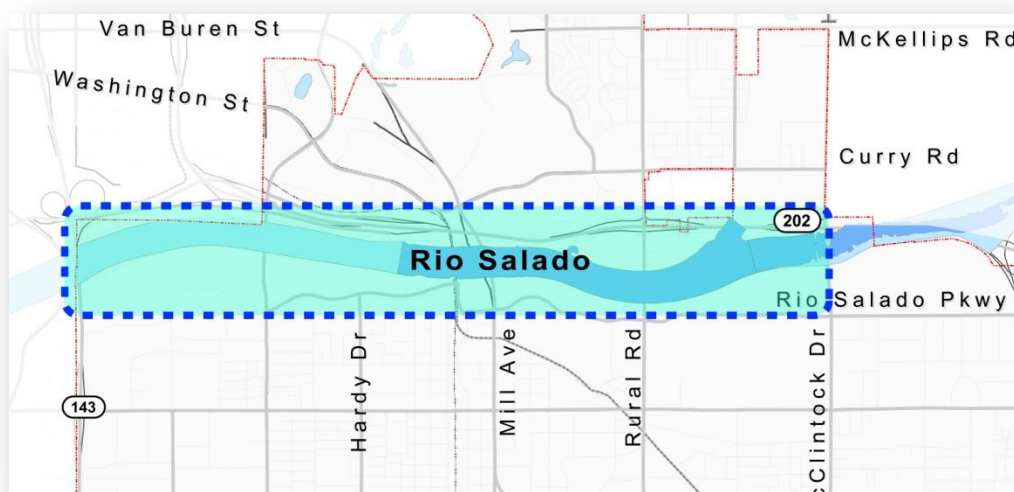 Van Buren St
McKellips Rd
Washington St
Curry Rd
202
Rio Salado
Rio Salado Pkwy
143
Hardy Dr
Mill Ave
Rural Rd
cClintock Dr